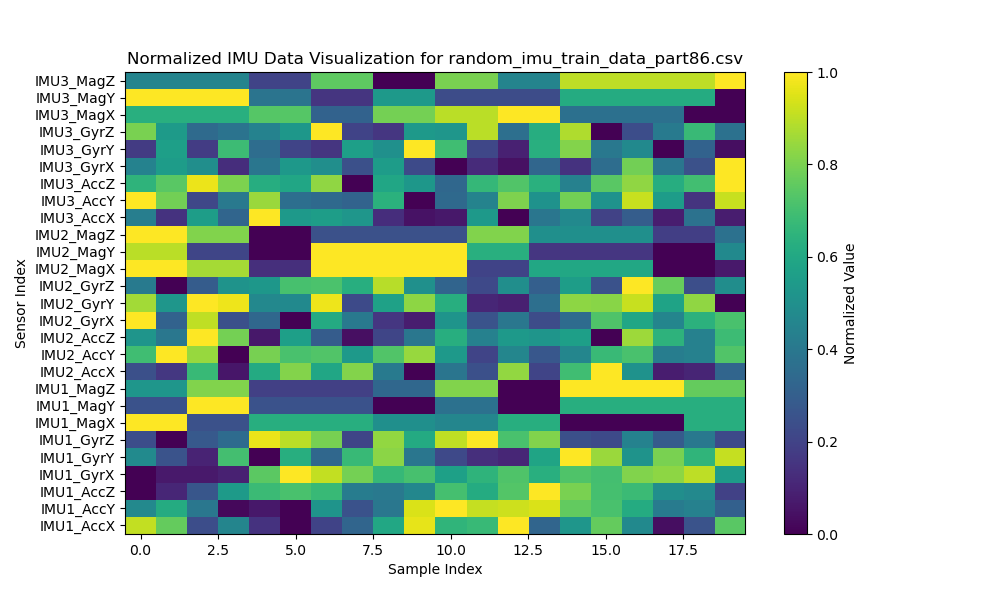 Normalized IMU Data Visualization for random_imu_train_data_part86.csv
IMU3_MagZ
IMU3_MagY
IMU3_MagX
IMU3_GyrZ
IMU3_GyrY
IMU3_GyrX
IMU3_AccZ
IMU3_AccY
IMU3_AccX
IMU2_MagZ
IMU2_MagY
IMU2_MagX
IMU2_GyrZ
IMU2_GyrY
IMU2_GyrX
IMU2_AccZ
IMU2_AccY
IMU2_AccX
IMU1_MagZ
IMU1_MagY
IMU1_MagX
IMU1_GyrZ
IMU1_GyrY
IMU1_GyrX
IMU1_AccZ
IMU1_AccY
IMU1_AccX
Sensor Index
0.0 2.5 5.0 7.5 10.0 12.5 15.0 17.5
Sample Index
1.0
0.8
0.6
0.4
0.2
0.0
Normalized Value